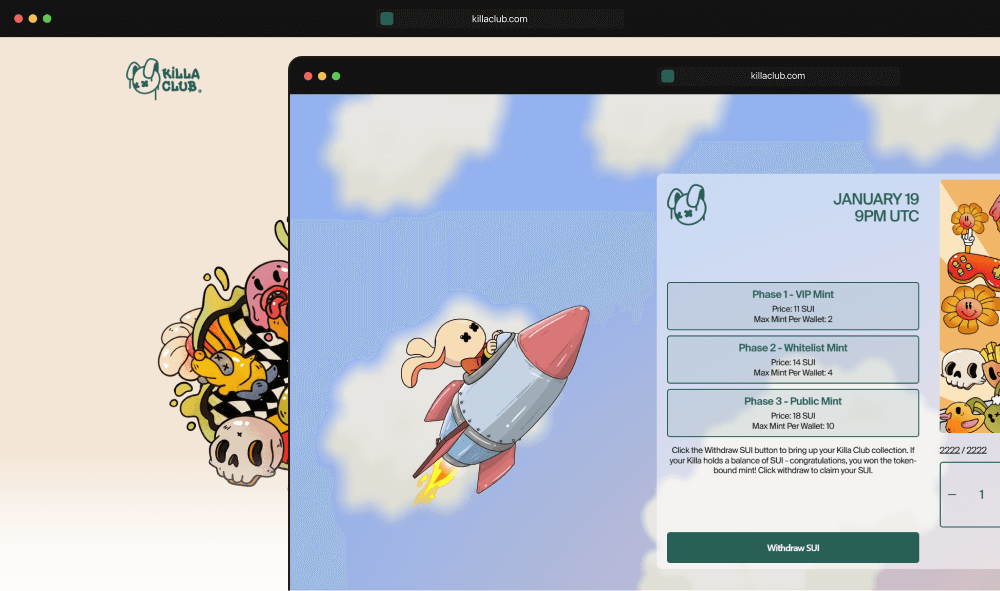 killaclub.com
KiLLA
CLUB.
killaclub.com
JANUARY 19
9PM UTC
Phase 1 - VIP Mint
Price: 11 SUI
Max Mint Per Wallet: 2
Phase 2 - Whitelist Mint
Price: 14 SUI
Max Mint Per Wallet: 4
Phase 3 - Public Mint
Price: 18 SUI
Max Mint Per Wallet: 10
Click the Withdraw SUI button to bring up your Killa Club collection. If
your Killa holds a balance of SUI - congratulations, you won the token-
bound mint! Click withdraw to claim your SUI.
Withdraw SUI
2222 / 2222
– 1